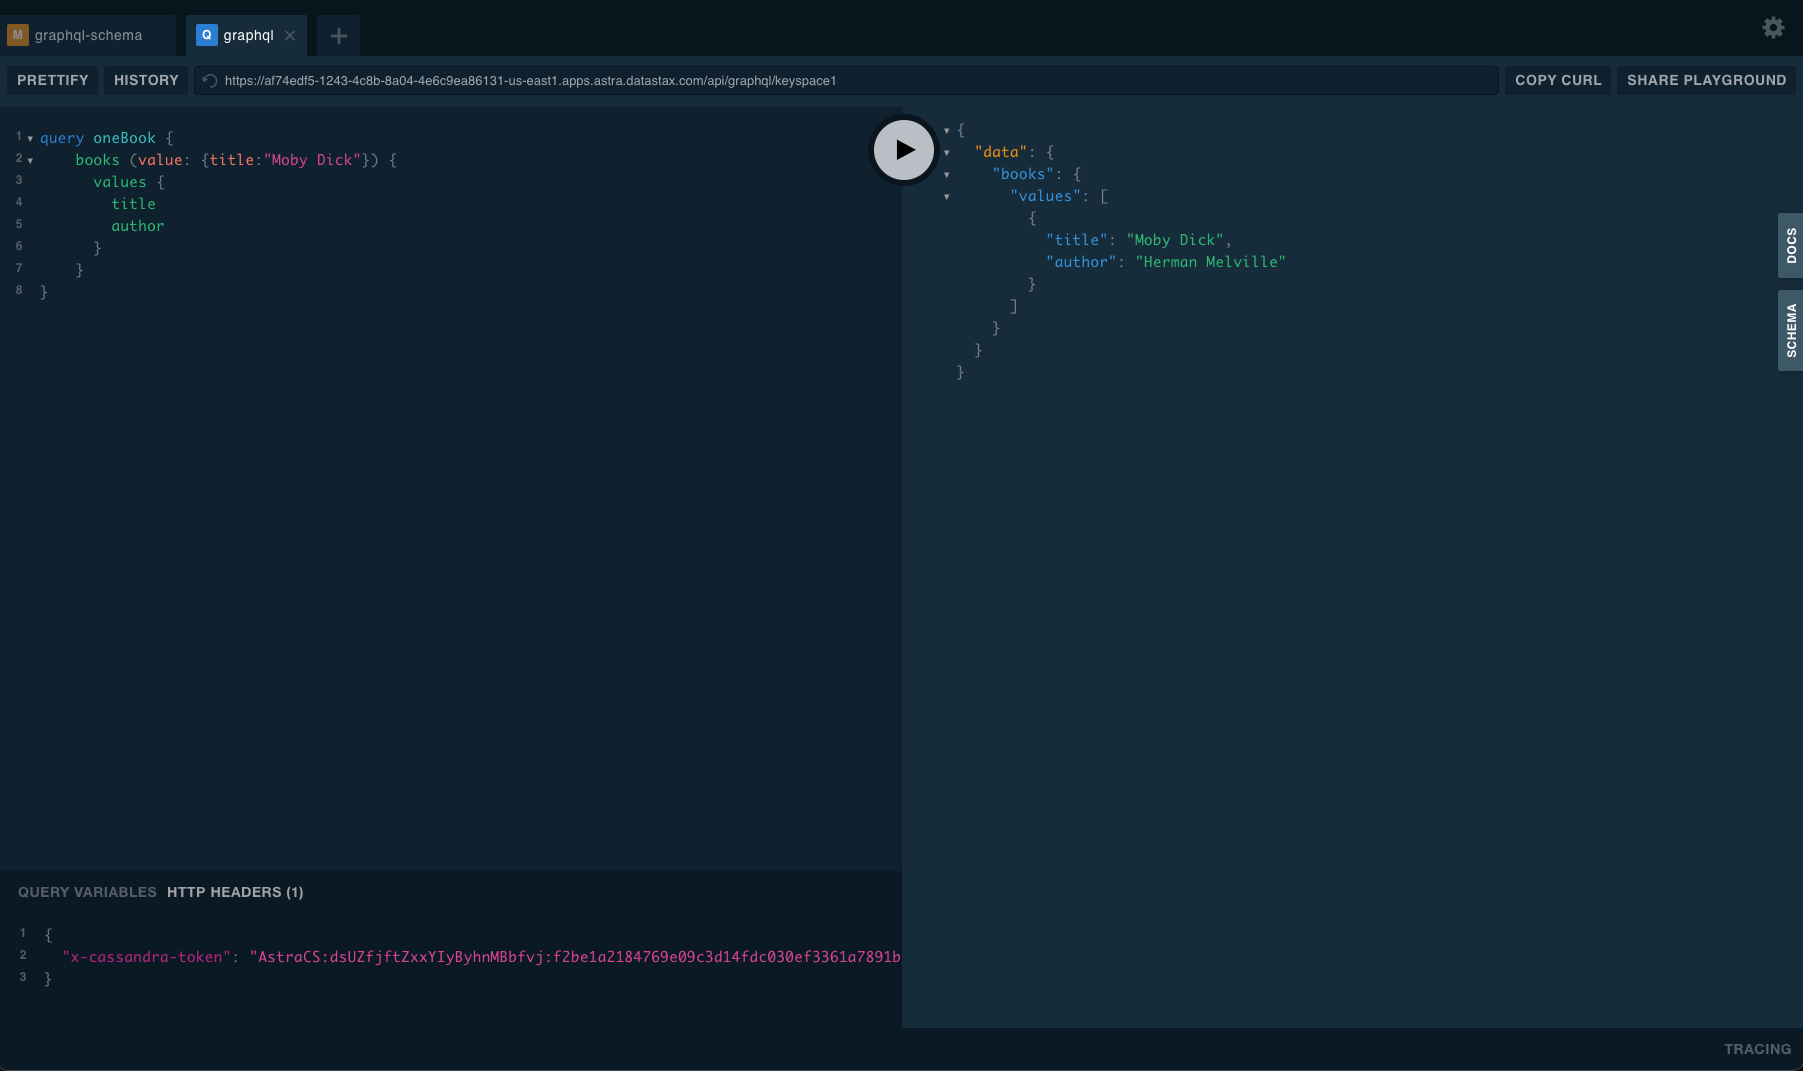 M graphql-schema
Q graphql
PRETTIFY HISTORY https://af74edf5-1243-4c8b-8a04-4e6c9ea86131-us-east1.apps.astra.datastax.com/api/graphql/keyspace1 COPY CURL SHARE PLAYGROUND
1 query oneBook {
2 books (value: {title:"Moby Dick"}) {
3 values {
4 title
5 author
6 }
7 }
8 }
{
"data": {
"books": {
"values": [
{
"title": "Moby Dick",
"author": "Herman Melville"
}
]
}
}
}
DOCS
SCHEMA
QUERY VARIABLES HTTP HEADERS (1)
1 {
2 "x-cassandra-token": "AstraCS:dsUZfjftZxxYIyByhnMBbfvj:f2be1a2184769e09c3d14fdc030ef3361a7891b
3 }
TRACING